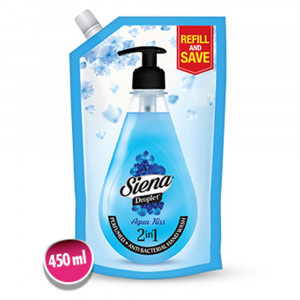 REFILL
AND
SAVE
Siena
Droplet
Aqua Kiss
2in1
PERFUMED + ANTI BACTERIAL HAND WASH
450 ml